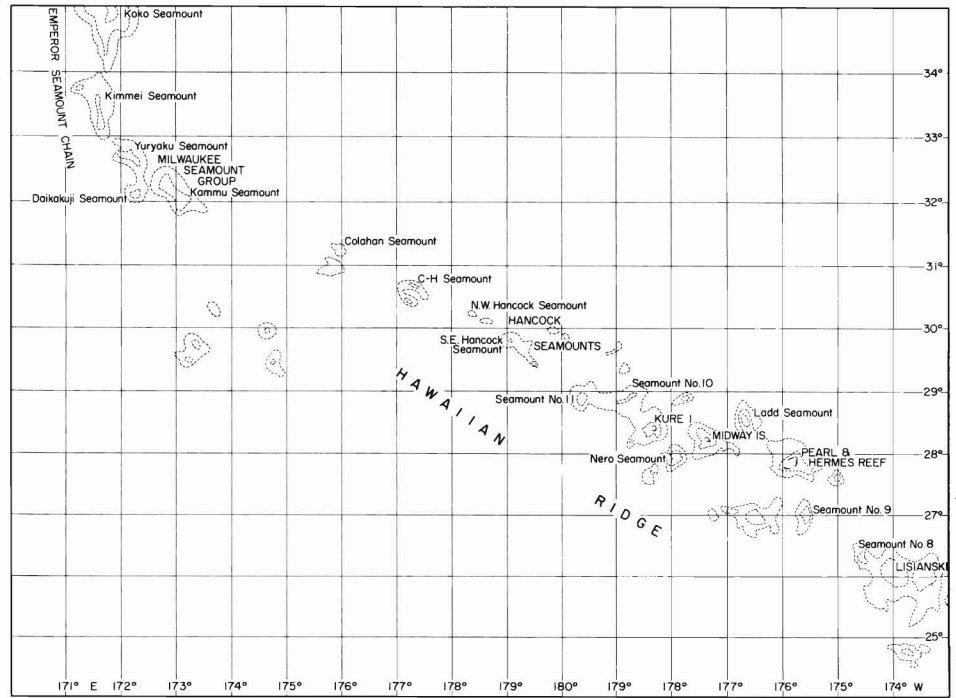 Koko Seamount
EMPEROR SEAMOUNT CHAIN
34°
Kimmei Seamount
33°
Yuryaku Seamount
MILWAUKEE
SEAMOUNT
GROUP
Daikakuji Seamount
Kammu Seamount
32°
Colahan Seamount
31°
C-H Seamount
N.W. Hancock Seamount
HANCOCK
30°
S.E. Hancock
Seamount
SEAMOUNTS
HAWAIIAN
Seamount No.10
29°
Seamount No.11
Ladd Seamount
KURE I
MIDWAY IS.
PEARL &
HERMES REEF
28°
Nero Seamount
RIDGE
Seamount No.9
27°
Seamount No.8
LISIANSKI
26°
25°
171° E 172° 173° 174° 175° 176° 177° 178° 179° 180° 179° 178° 177° 176° 175° 174° W